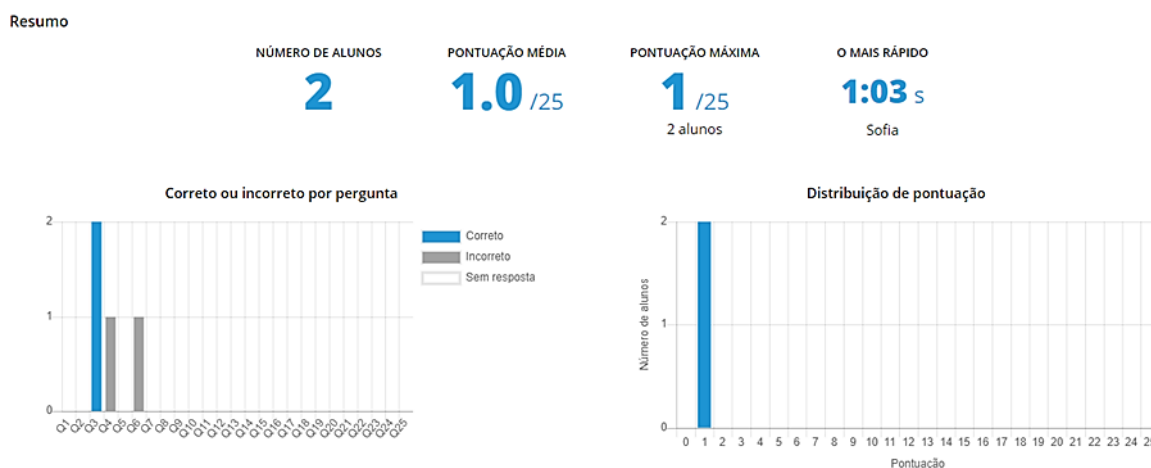 Resumo
NÚMERO DE ALUNOS
2
PONTUAÇÃO MÉDIA
1.0 /25
PONTUAÇÃO MÁXIMA
1 /25
2 alunos
O MAIS RÁPIDO
1:03 s
Sofia
Correto ou incorreto por pergunta
2
1
0
Q1 Q2 Q3 Q4 Q5 Q6 Q7 Q8 Q9 Q10 Q11 Q12 Q13 Q14 Q15 Q16 Q17 Q18 Q19 Q20 Q21 Q22 Q23 Q24 Q25
Correto
Incorreto
Sem resposta
Distribuição de pontuação
Número de alunos
2
1
0
0 1 2 3 4 5 6 7 8 9 10 11 12 13 14 15 16 17 18 19 20 21 22 23 24 25
Pontuação